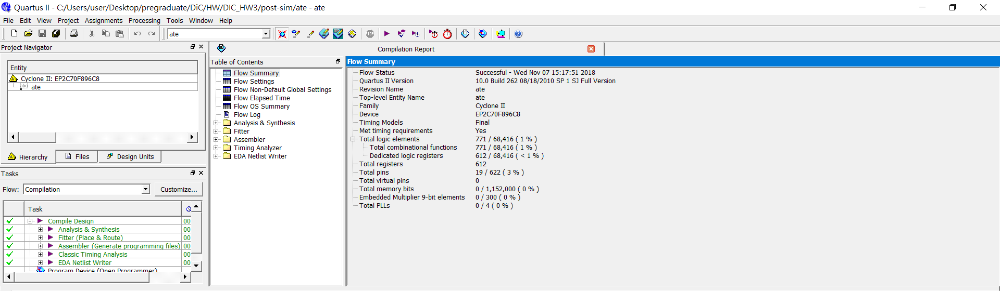 Quartus II - C:/Users/user/Desktop/pregraduate/DiC/HW/DIC_HW3/post-sim/ate - ate
File Edit View Project Assignments Processing Tools Window Help
ate
STOP
Project Navigator
Entity
Cyclone II: EP2C70F896C8
abc ate
Hierarchy Files Design Units
Tasks
Flow: Compilation Customize...
Task
Compile Design 00
Analysis & Synthesis 00
Fitter (Place & Route) 00
Assembler (Generate programming files) 00
Classic Timing Analysis 00
EDA Netlist Writer 00
Program Device (Open Programmer)
Compilation Report
Table of Contents
Flow Summary
Flow Settings
Flow Non-Default Global Settings
Flow Elapsed Time
Flow OS Summary
Flow Log
Analysis & Synthesis
Fitter
Assembler
Timing Analyzer
EDA Netlist Writer
Flow Summary
Flow Status Successful - Wed Nov 07 15:17:51 2018
Quartus II Version 10.0 Build 262 08/18/2010 SP 1 SJ Full Version
Revision Name ate
Top-level Entity Name ate
Family Cyclone II
Device EP2C70F896C8
Timing Models Final
Met timing requirements Yes
Total logic elements 771 / 68,416 ( 1 % )
Total combinational functions 771 / 68,416 ( 1 % )
Dedicated logic registers 612 / 68,416 ( < 1 % )
Total registers 612
Total pins 19 / 622 ( 3 % )
Total virtual pins 0
Total memory bits 0 / 1,152,000 ( 0 % )
Embedded Multiplier 9-bit elements 0 / 300 ( 0 % )
Total PLLs 0 / 4 ( 0 % )